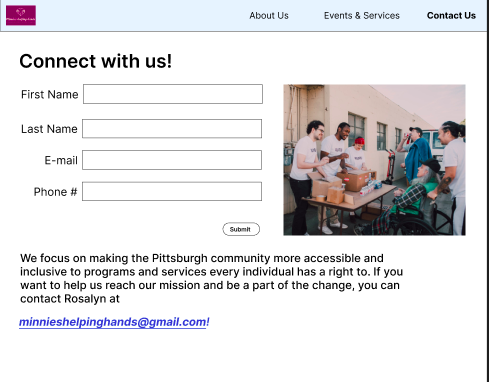 About Us Events & Services Contact Us
Connect with us!
First Name
Last Name
E-mail
Phone #
Submit
We focus on making the Pittsburgh community more accessible and
inclusive to programs and services every individual has a right to. If you
want to help us reach our mission and be a part of the change, you can
contact Rosalyn at
minnieshelpinghands@gmail.com!